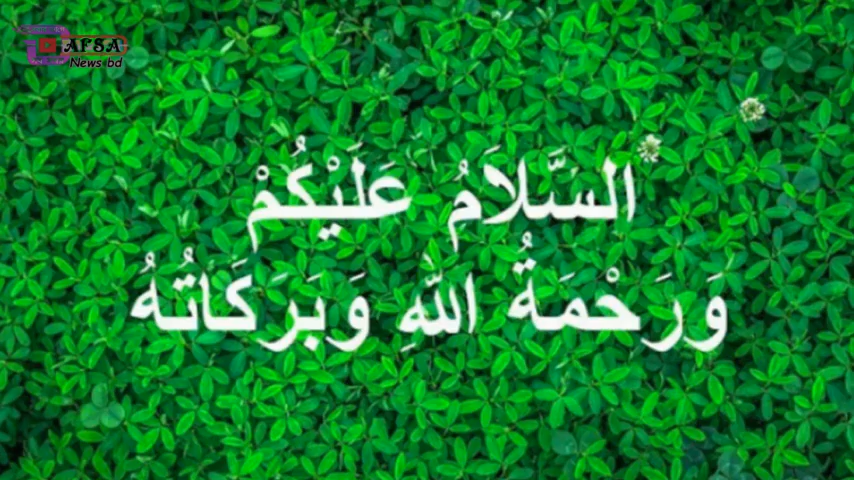 AFSA
News bd
السَّلَامُ عَلَيْكُمْ
وَرَحْمَةُ اللهِ وَبَرَكَاتُهُ